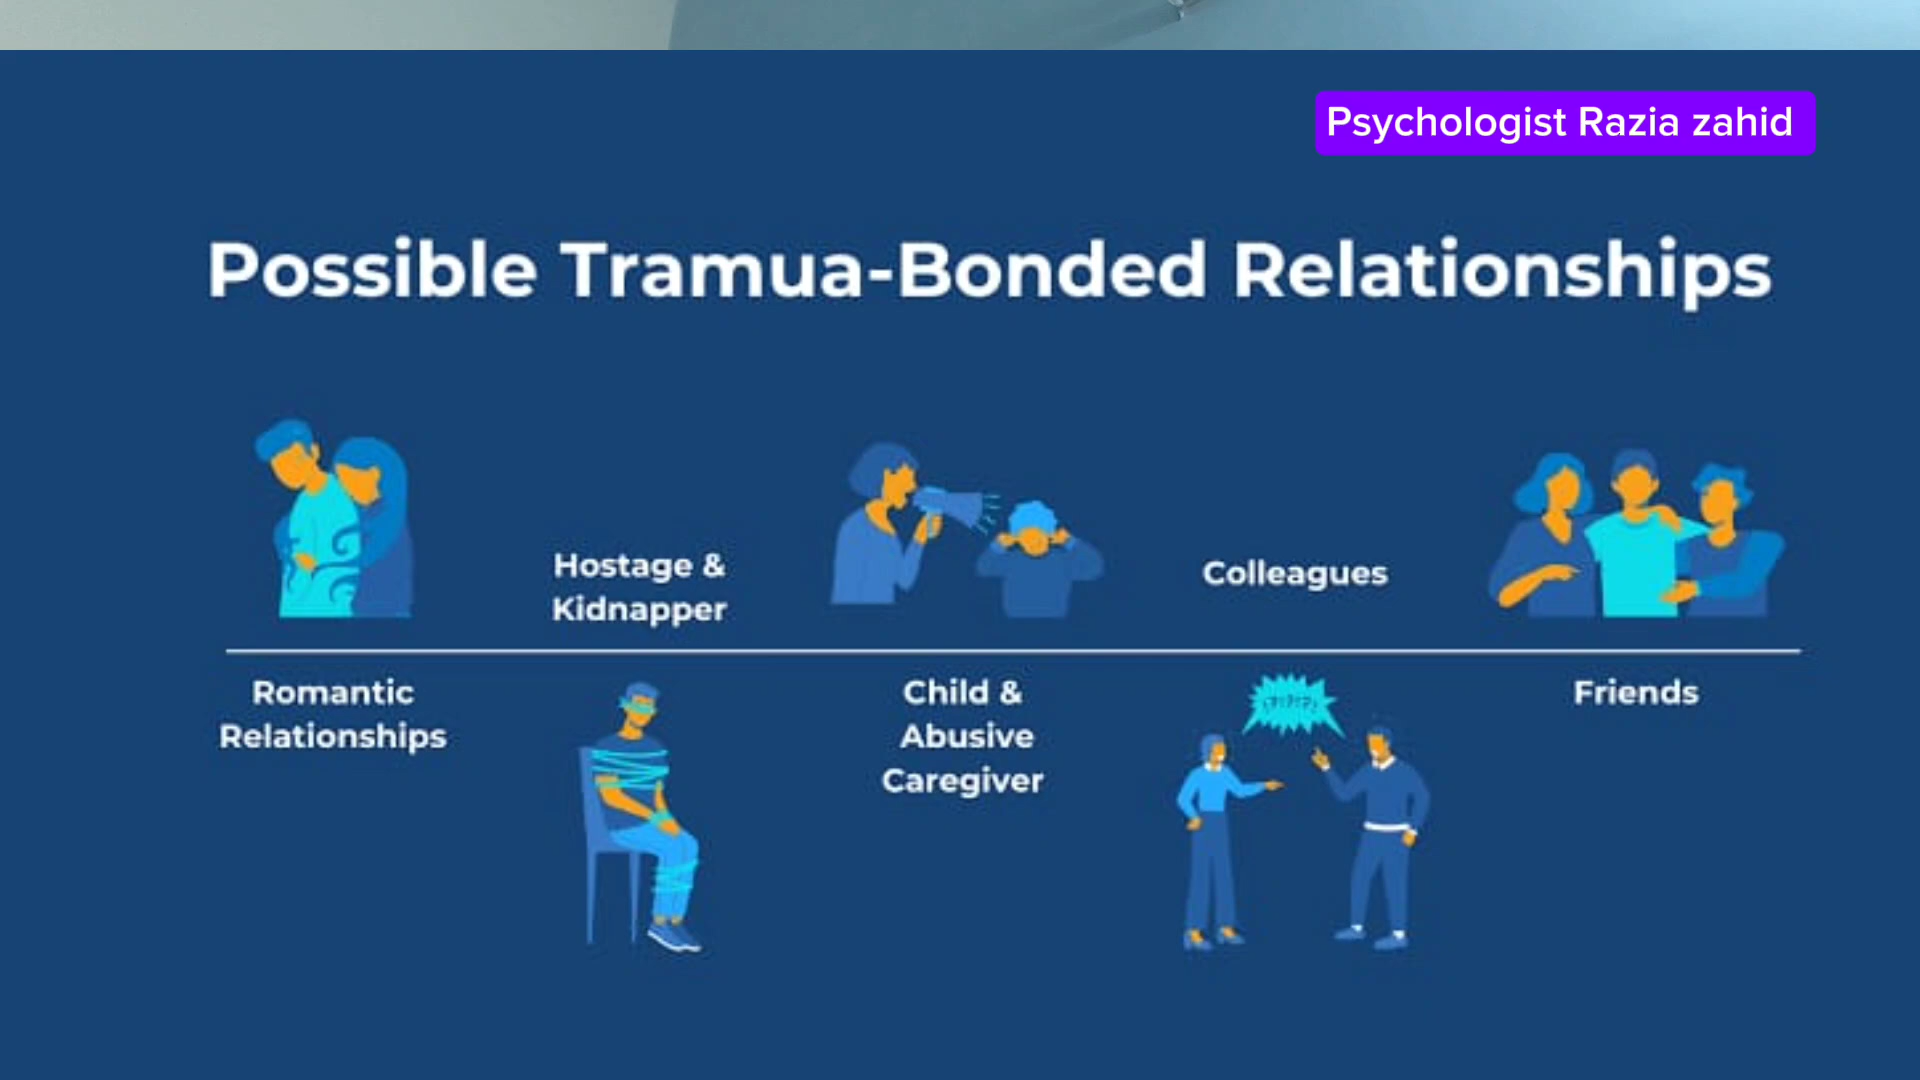 Psychologist Razia zahid
Possible Tramua-Bonded Relationships
Hostage &
Kidnapper
Colleagues
Romantic
Relationships
Child &
Abusive
Caregiver
Friends